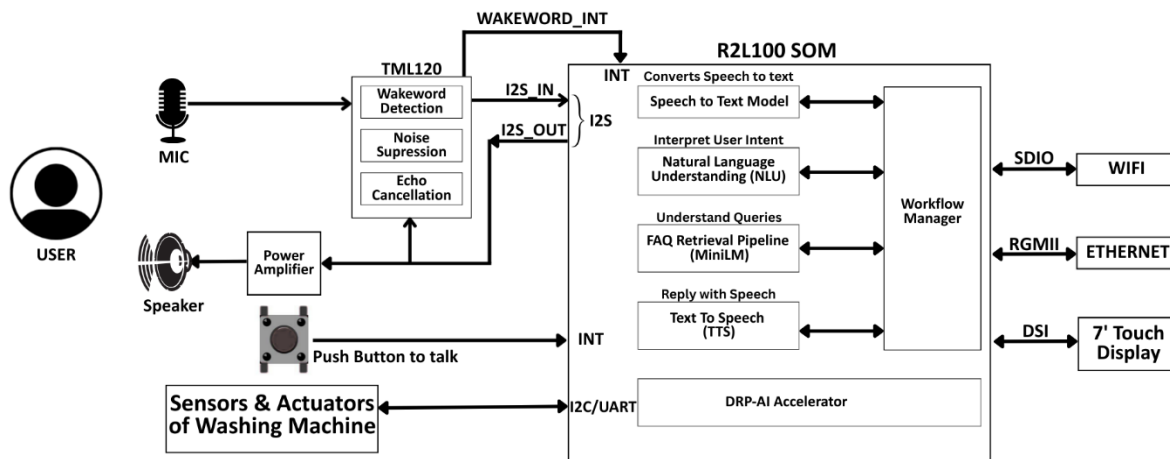 WAKEWORD_INT
R2L100 SOM
TML120
INT
Converts Speech to text
Wakeword
Detection
I2S_IN
Speech to Text Model
I2S
MIC
Noise
Supression
I2S_OUT
Interpret User Intent
Natural Language
Understanding (NLU)
SDIO
WIFI
Echo
Cancellation
Workflow
Manager
USER
Understand Queries
FAQ Retrieval Pipeline
(MiniLM)
RGMII
ETHERNET
Power
Amplifier
Speaker
Reply with Speech
Text To Speech
(TTS)
INT
Push Button to talk
DSI
7' Touch
Display
Sensors & Actuators
of Washing Machine
I2C/UART
DRP-AI Accelerator